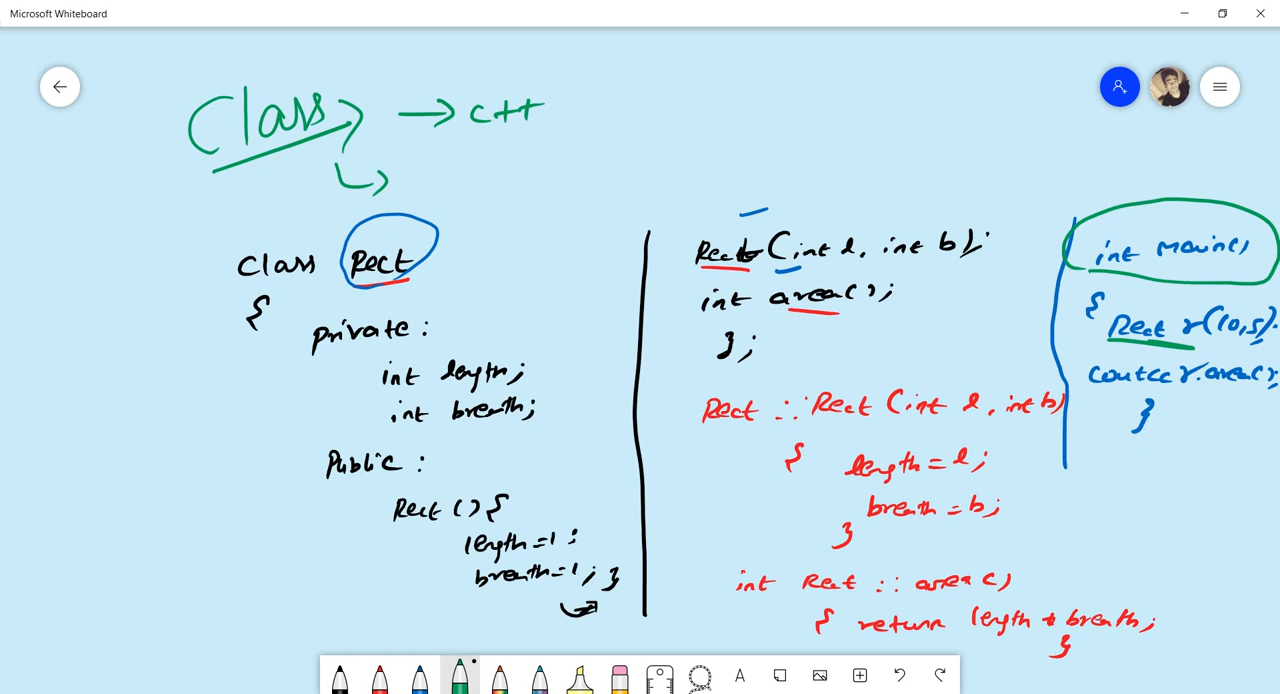 Microsoft Whiteboard
Class → c++
class Rect
{
private:
int length;
int breath;
Public:
Rect () {
length=1;
breath=1; }
Rect (int l, int b);
int area();
};
Rect :: Rect (int l, int b)
{ length = l;
breath = b;
}
int Rect :: area()
{ return length * breath;
}
int main()
{
Rect r(10,5);
cout<< r.area();
}
A